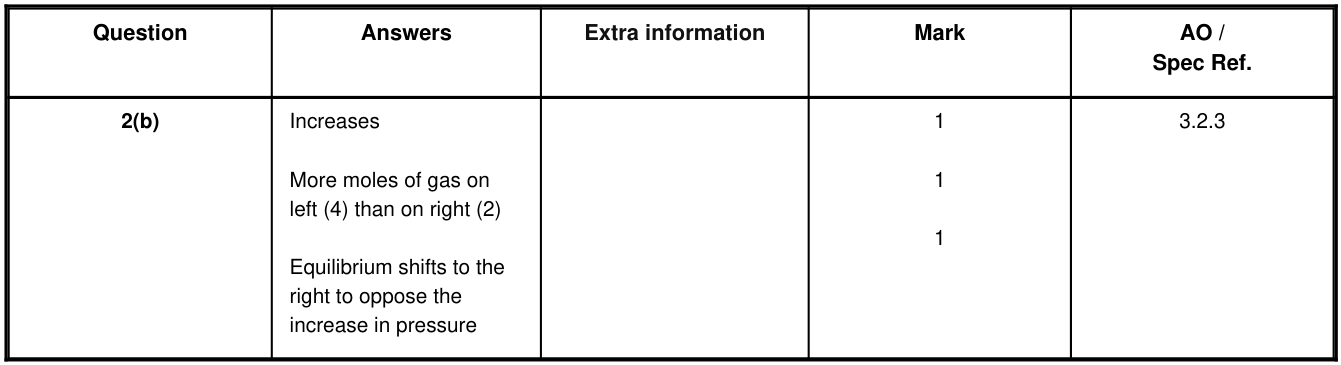 Question Answers Extra information Mark AO /
Spec Ref.
2(b) Increases 1 3.2.3
More moles of gas on 1
left (4) than on right (2)
1
Equilibrium shifts to the
right to oppose the
increase in pressure